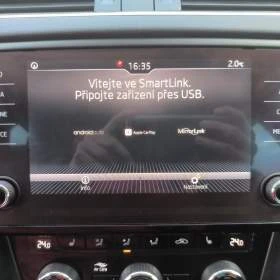 16:35
2.0°C
Vítejte ve SmartLink.
Připojte zařízení přes USB.
androidauto
Apple CarPlay
MirrorLink
Info
Nastavení
24.0
24.0